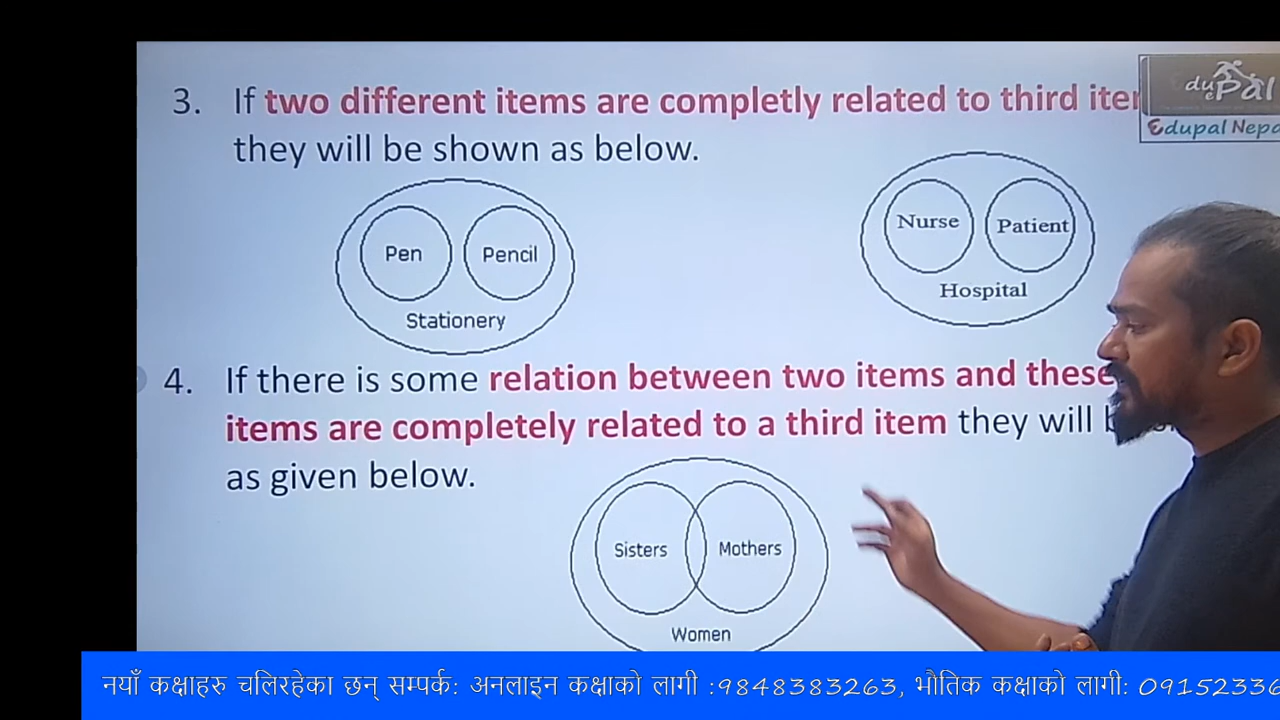 3. If two different items are completly related to third
they will be shown as below.
Pen Pencil
Stationery
Nurse Patient
Hospital
du
e Pal
Edupal
4. If there is some relation between two items and these
items are completely related to a third item they will
as given below.
Sisters Mothers
Women
नयाँ कक्षाहरु चलिरहेका छन् सम्पर्क: अनलाइन कक्षाको लागी :9848383263, भौतिक कक्षाको लागी: